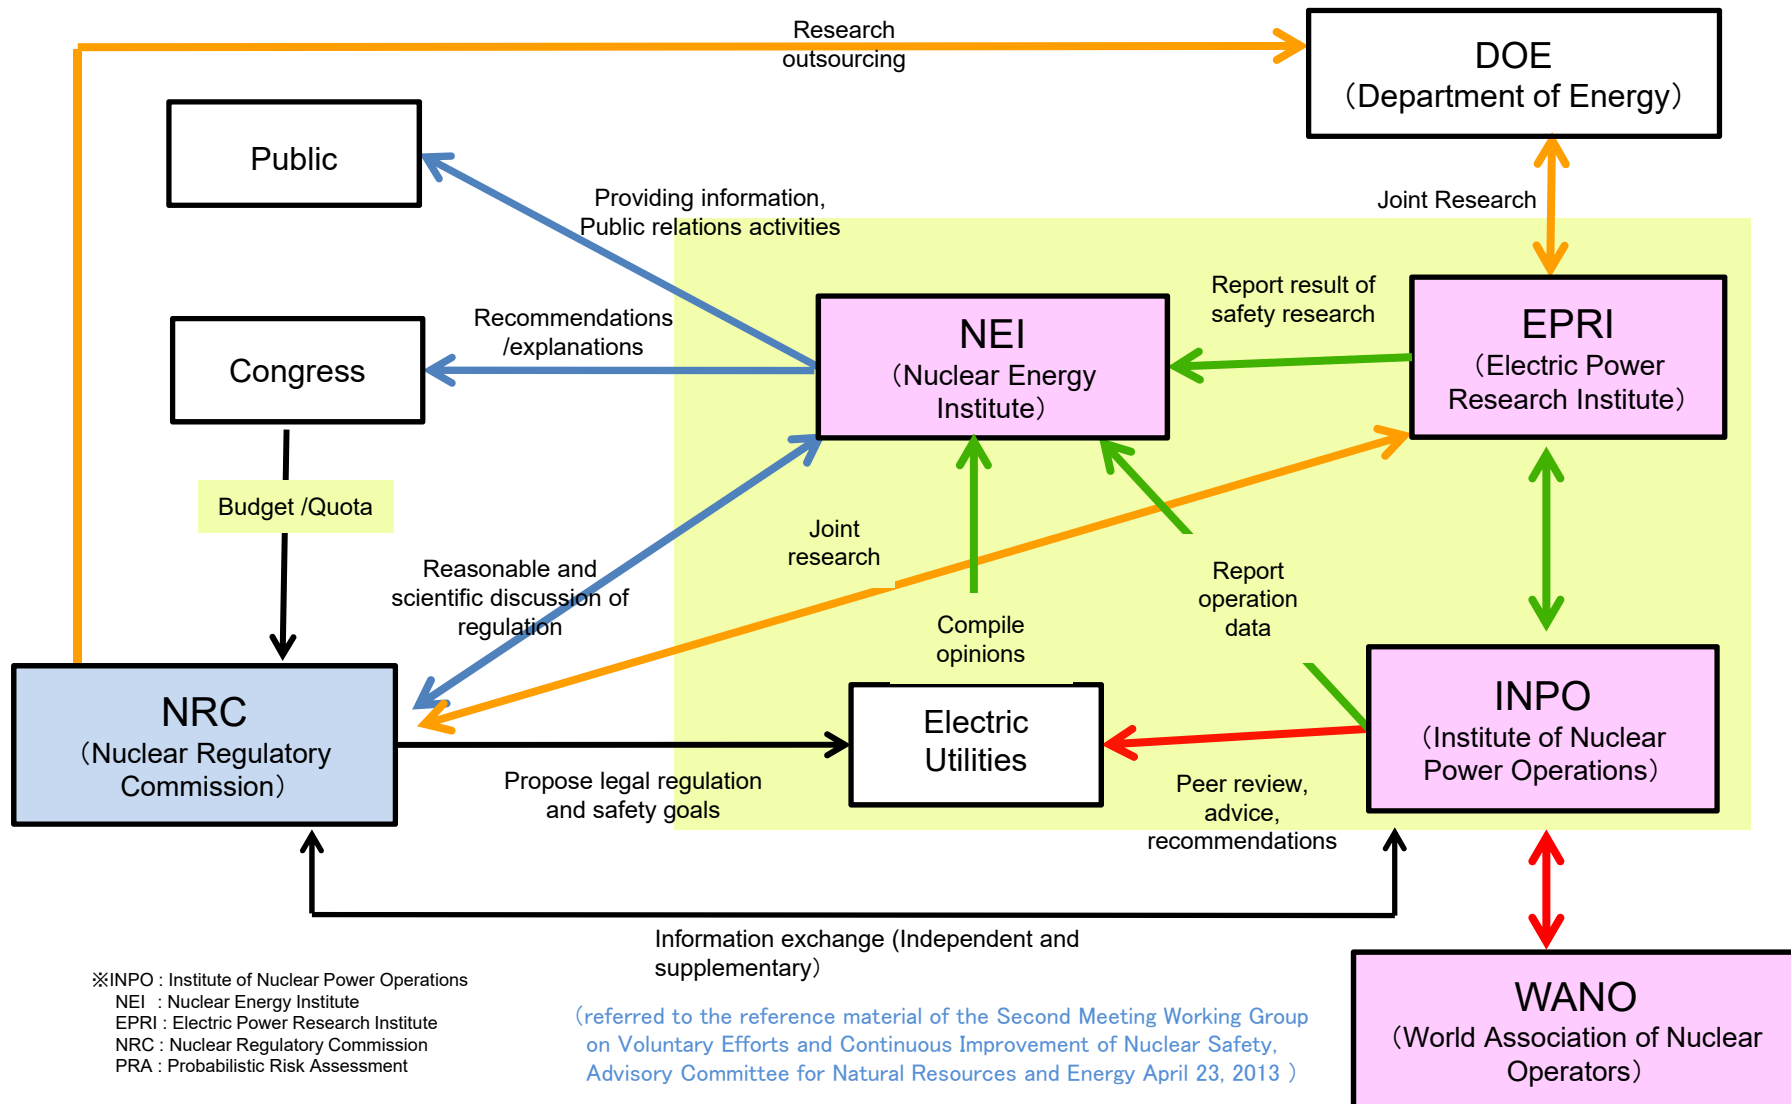 Research
outsourcing
DOE
（Department of Energy）
Public
Providing information,
Public relations activities
Joint Research
Recommendations
/explanations
Congress
NEI
（Nuclear Energy
Institute）
Report result of
safety research
EPRI
（Electric Power
Research Institute）
Budget /Quota
Reasonable and
scientific discussion of
regulation
Joint
research
Compile
opinions
Report
operation
data
NRC
（Nuclear Regulatory
Commission）
Electric
Utilities
INPO
（Institute of Nuclear
Power Operations）
Propose legal regulation
and safety goals
Peer review,
advice,
recommendations
Information exchange (Independent and
supplementary）
WANO
（World Association of Nuclear
Operators）
※INPO : Institute of Nuclear Power Operations
NEI : Nuclear Energy Institute
EPRI : Electric Power Research Institute
NRC : Nuclear Regulatory Commission
PRA : Probabilistic Risk Assessment
（referred to the reference material of the Second Meeting Working Group
on Voluntary Efforts and Continuous Improvement of Nuclear Safety,
Advisory Committee for Natural Resources and Energy April 23, 2013 ）